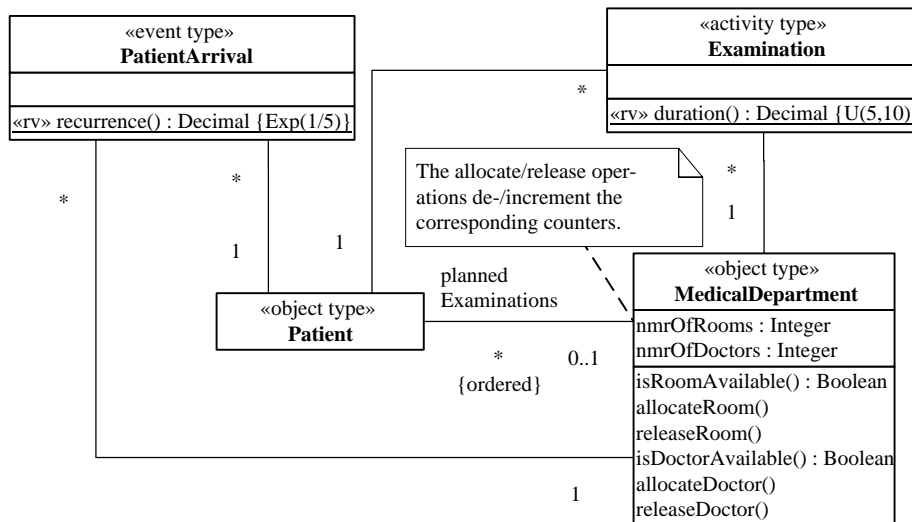 «event type»
PatientArrival
«rv» recurrence() : Decimal {Exp(1/5)}
«activity type»
Examination
«rv» duration() : Decimal {U(5,10)
*
*
*
The allocate/release oper-
ations de-/increment the
corresponding counters.
*
1
1
1
«object type»
Patient
planned
Examinations
*
{ordered}
0..1
«object type»
MedicalDepartment
nmrOfRooms : Integer
nmrOfDoctors : Integer
isRoomAvailable() : Boolean
allocateRoom()
releaseRoom()
isDoctorAvailable() : Boolean
allocateDoctor()
releaseDoctor()
1